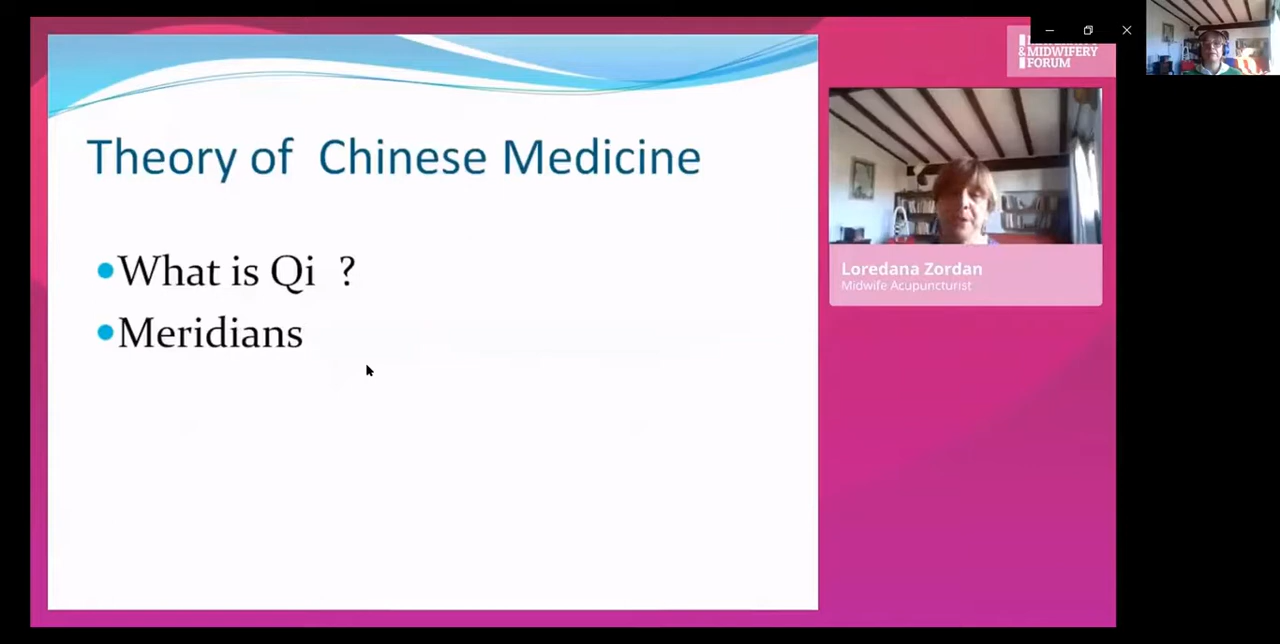 Theory of Chinese Medicine
What is Qi ?
Meridians
& MIDWIFERY
FORUM
Loredana Zordan
Midwife Acupuncturist